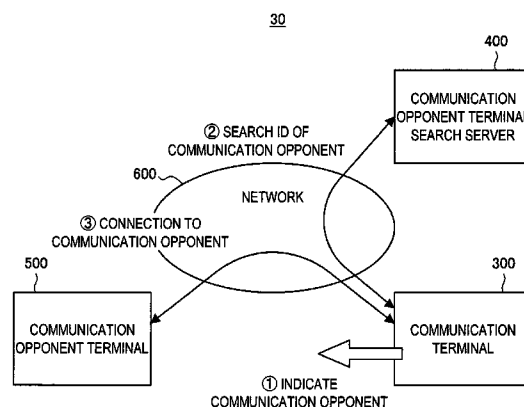 30
400
COMMUNICATION
OPPONENT TERMINAL
SEARCH SERVER
② SEARCH ID OF
COMMUNICATION OPPONENT
600
NETWORK
③ CONNECTION TO
COMMUNICATION OPPONENT
500
300
COMMUNICATION
OPPONENT TERMINAL
COMMUNICATION
TERMINAL
① INDICATE
COMMUNICATION OPPONENT